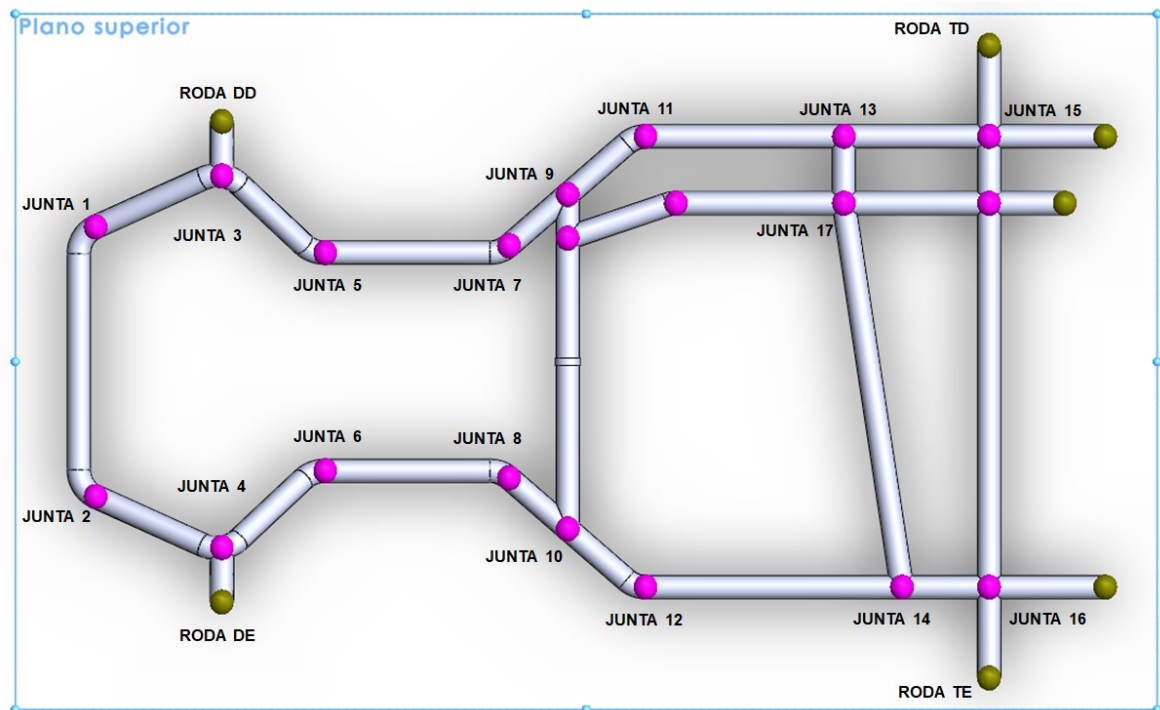 Plano superior
RODA TD
RODA DD
JUNTA 11
JUNTA 13
JUNTA 15
JUNTA 9
JUNTA 1
JUNTA 3
JUNTA 17
JUNTA 5
JUNTA 7
JUNTA 6
JUNTA 8
JUNTA 4
JUNTA 2
JUNTA 10
JUNTA 12
JUNTA 14
JUNTA 16
RODA DE
RODA TE